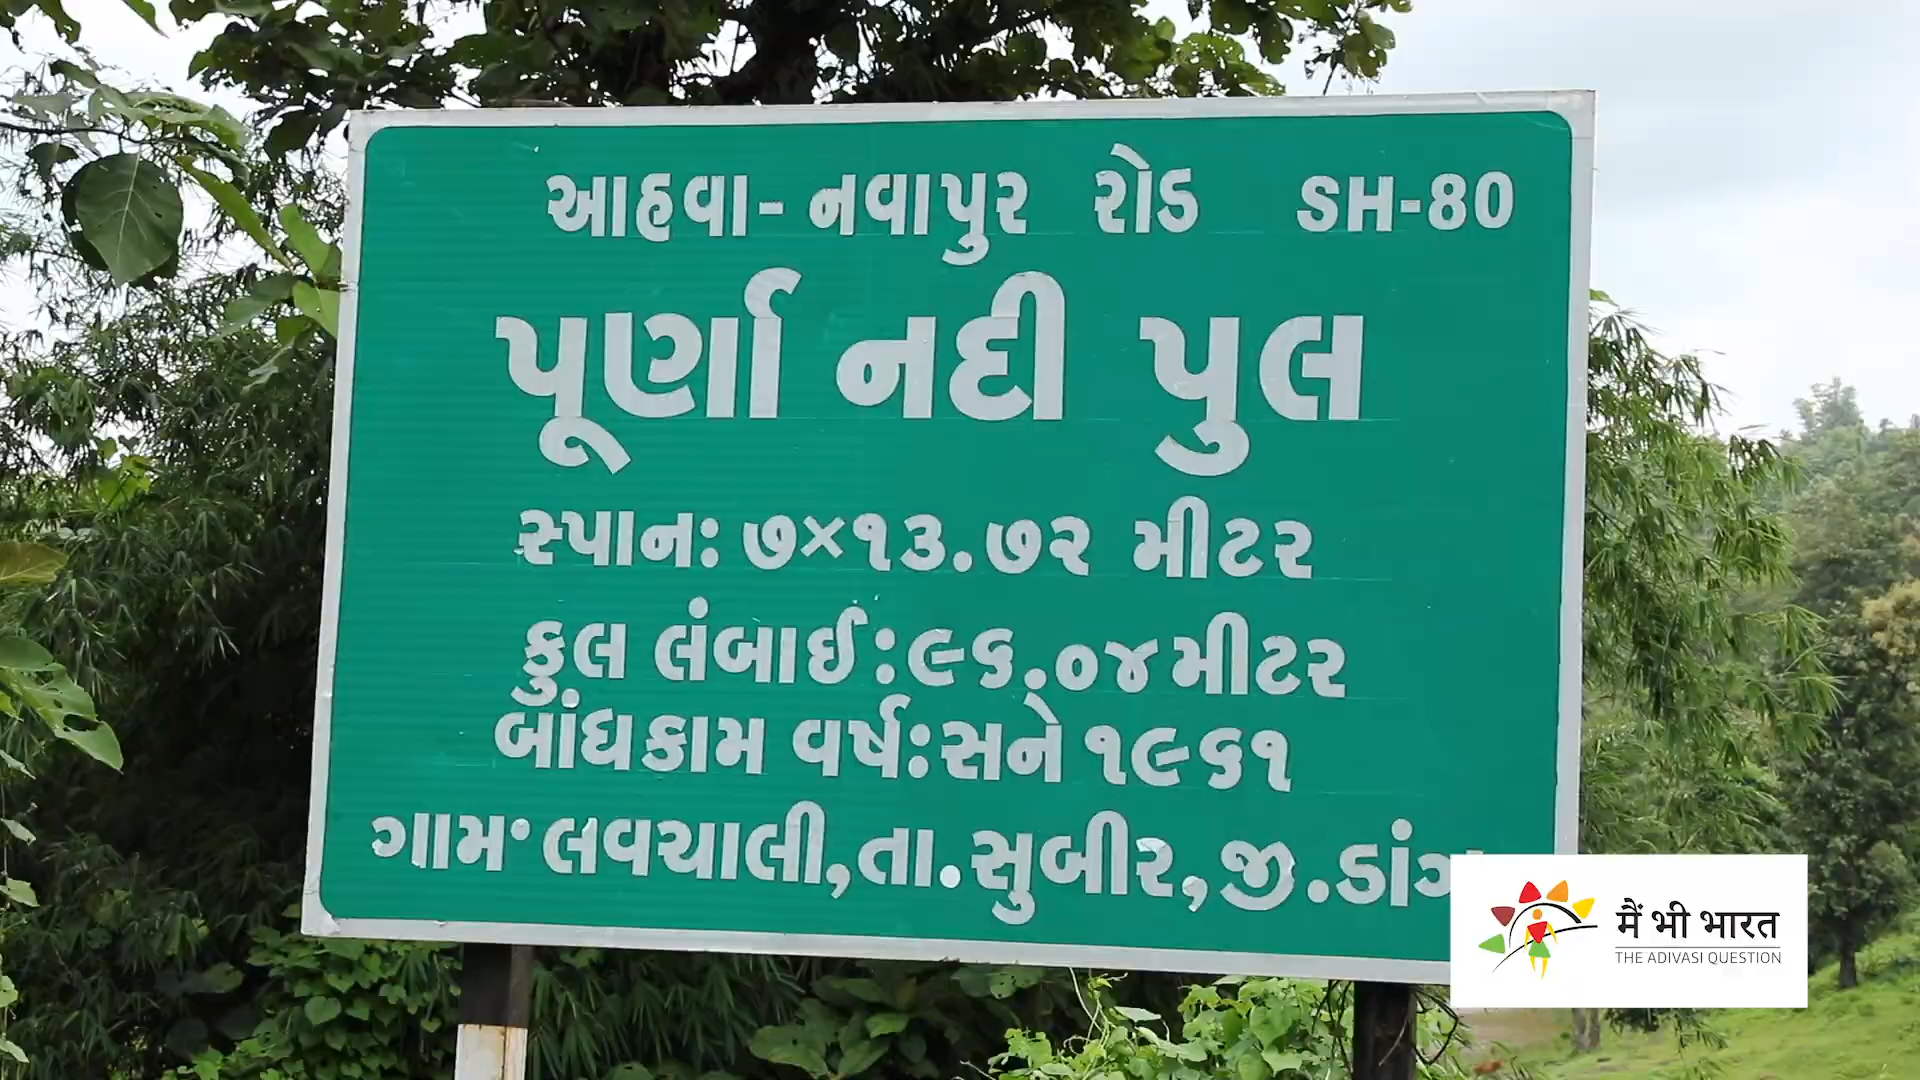 આહવા- નવાપુર રોડ SH-80
પૂર્ણા નદી પુલ
સ્પાન: ૭×૧૩.૭૨ મીટર
કુલ લંબાઈ:૯૬.૦૪મીટર
બાંધકામ વર્ષ:સને ૧૯૬૧
ગામ: લવચાલી,તા.સુબીર,જી.
मैं भी भारत
THE ADIVASI QUESTION